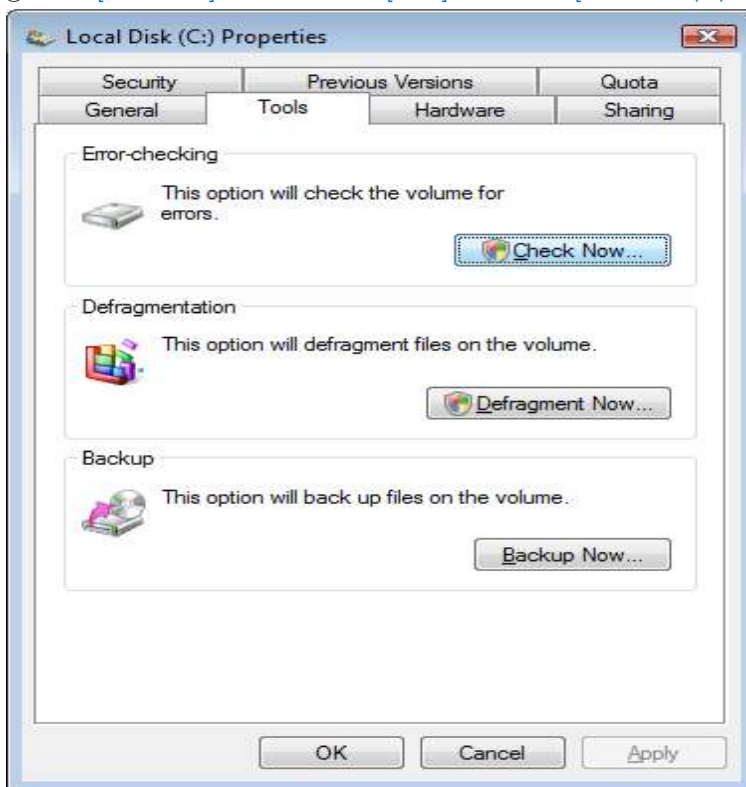 Local Disk (C:) Properties
Security Previous Versions Quota
General Tools Hardware Sharing
Error-checking
This option will check the volume for
errors.
Check Now...
Defragmentation
This option will defragment files on the volume.
Defragment Now...
Backup
This option will back up files on the volume.
Backup Now...
OK Cancel Apply